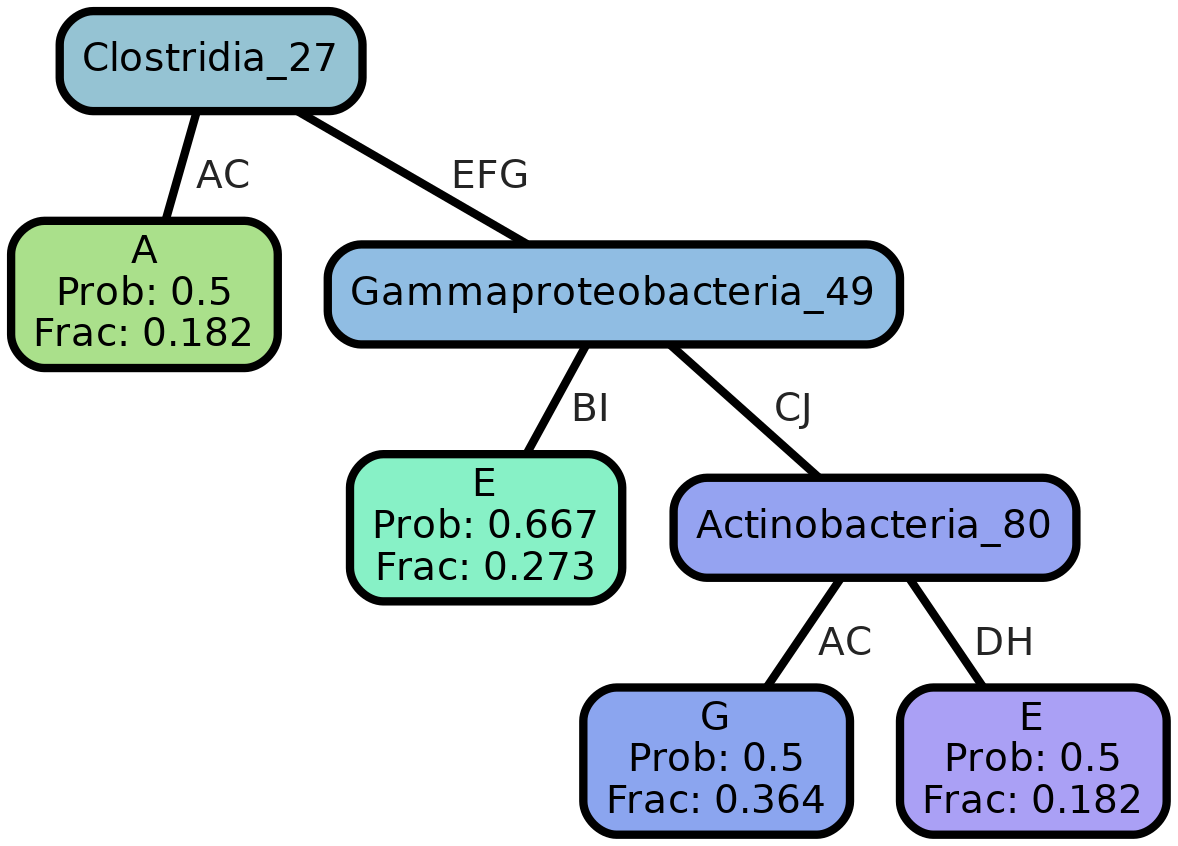 Clostridia_27
AC
EFG
A
Prob: 0.5
Frac: 0.182
Gammaproteobacteria_49
BI
CJ
E
Prob: 0.667
Frac: 0.273
Actinobacteria_80
AC
DH
G
Prob: 0.5
Frac: 0.364
E
Prob: 0.5
Frac: 0.182